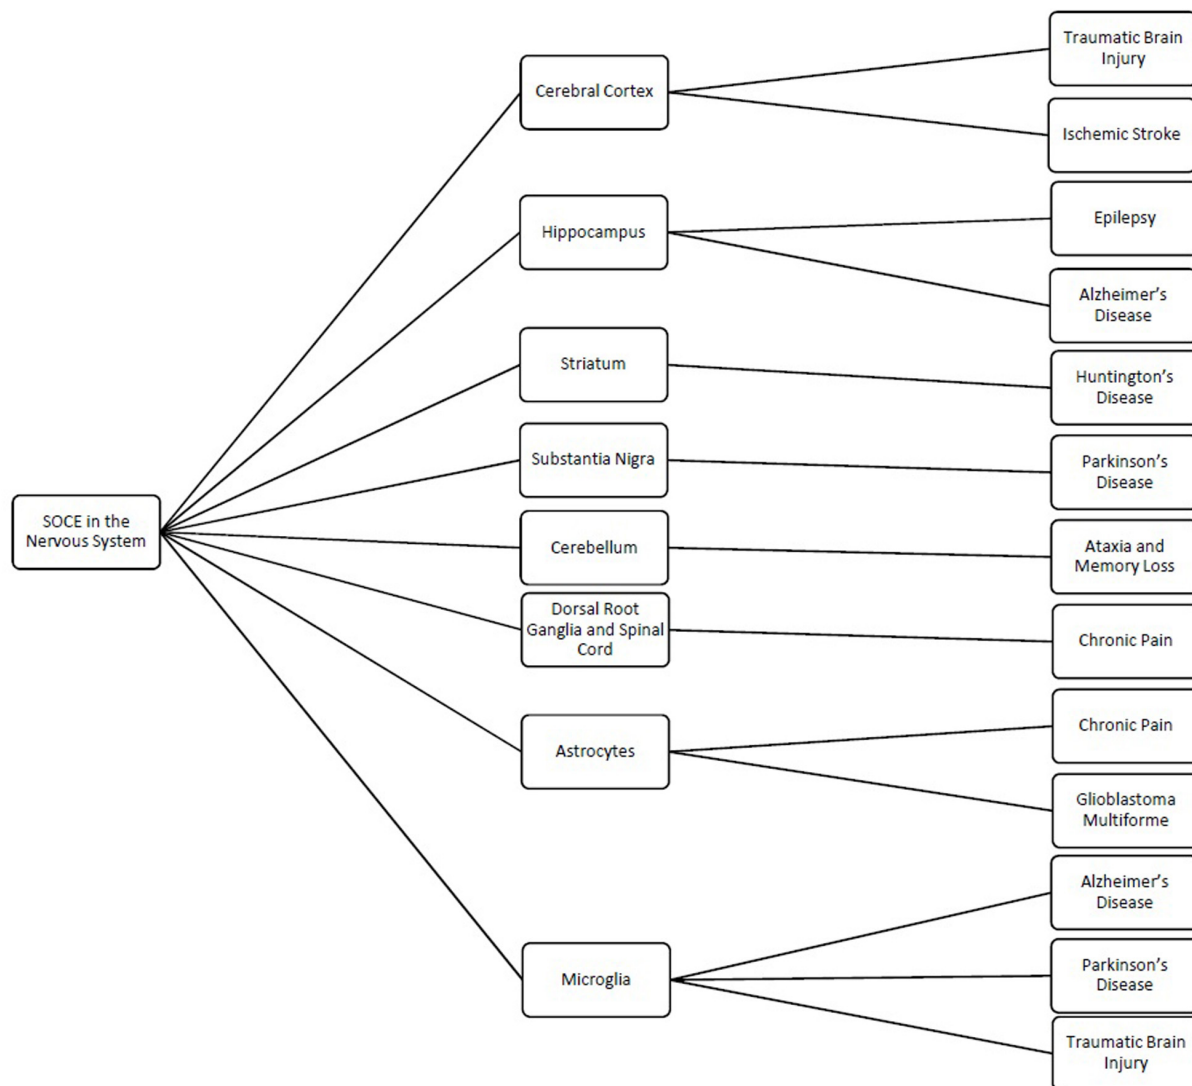 SOCE in the
Nervous System
Cerebral Cortex
Traumatic Brain
Injury
Ischemic Stroke
Hippocampus
Epilepsy
Alzheimer’s
Disease
Striatum
Huntington’s
Disease
Substantia Nigra
Parkinson’s
Disease
Cerebellum
Ataxia and
Memory Loss
Dorsal Root
Ganglia and Spinal
Cord
Chronic Pain
Astrocytes
Chronic Pain
Glioblastoma
Multiforme
Microglia
Alzheimer’s
Disease
Parkinson’s
Disease
Traumatic Brain
Injury